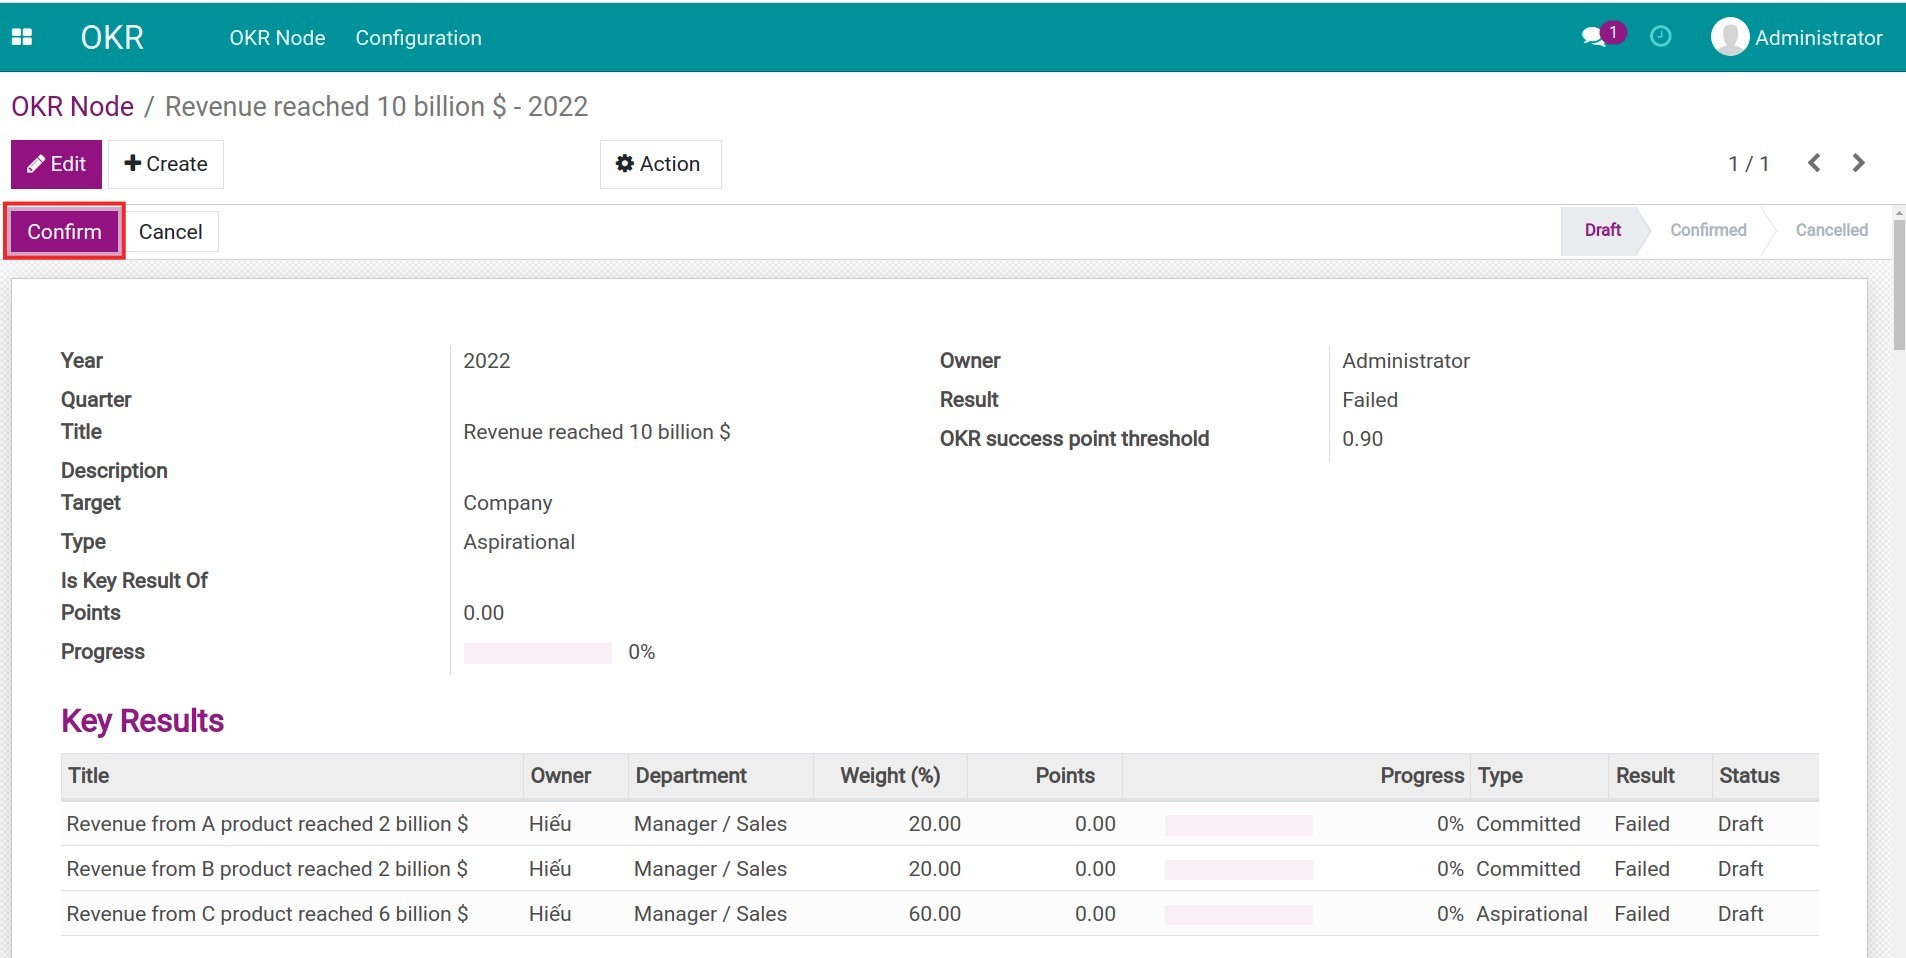 OKR OKR Node Configuration 1 Administrator
OKR Node / Revenue reached 10 billion $ - 2022
Edit Create Action 1 / 1
Confirm Cancel Draft Confirmed Cancelled
Year 2022 Owner Administrator
Quarter Result Failed
Title Revenue reached 10 billion $ OKR success point threshold 0.90
Description
Target Company
Type Aspirational
Is Key Result Of
Points 0.00
Progress 0%
Key Results
Title Owner Department Weight (%) Points Progress Type Result Status
Revenue from A product reached 2 billion $ Hiếu Manager / Sales 20.00 0.00 0% Committed Failed Draft
Revenue from B product reached 2 billion $ Hiếu Manager / Sales 20.00 0.00 0% Committed Failed Draft
Revenue from C product reached 6 billion $ Hiếu Manager / Sales 60.00 0.00 0% Aspirational Failed Draft